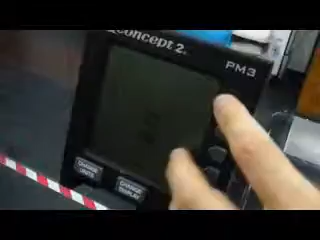 concept 2.
PM3
CHANGE
UNITS
CHANGE
DISPLAY